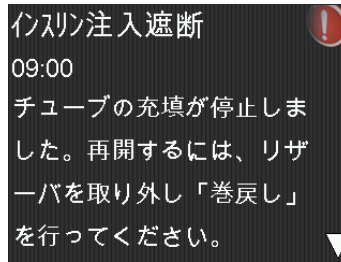 インスリン注入遮断
09:00
チューブの充填が停止しま
した。再開するには、リザ
ーバを取り外し「巻戻し」
を行ってください。